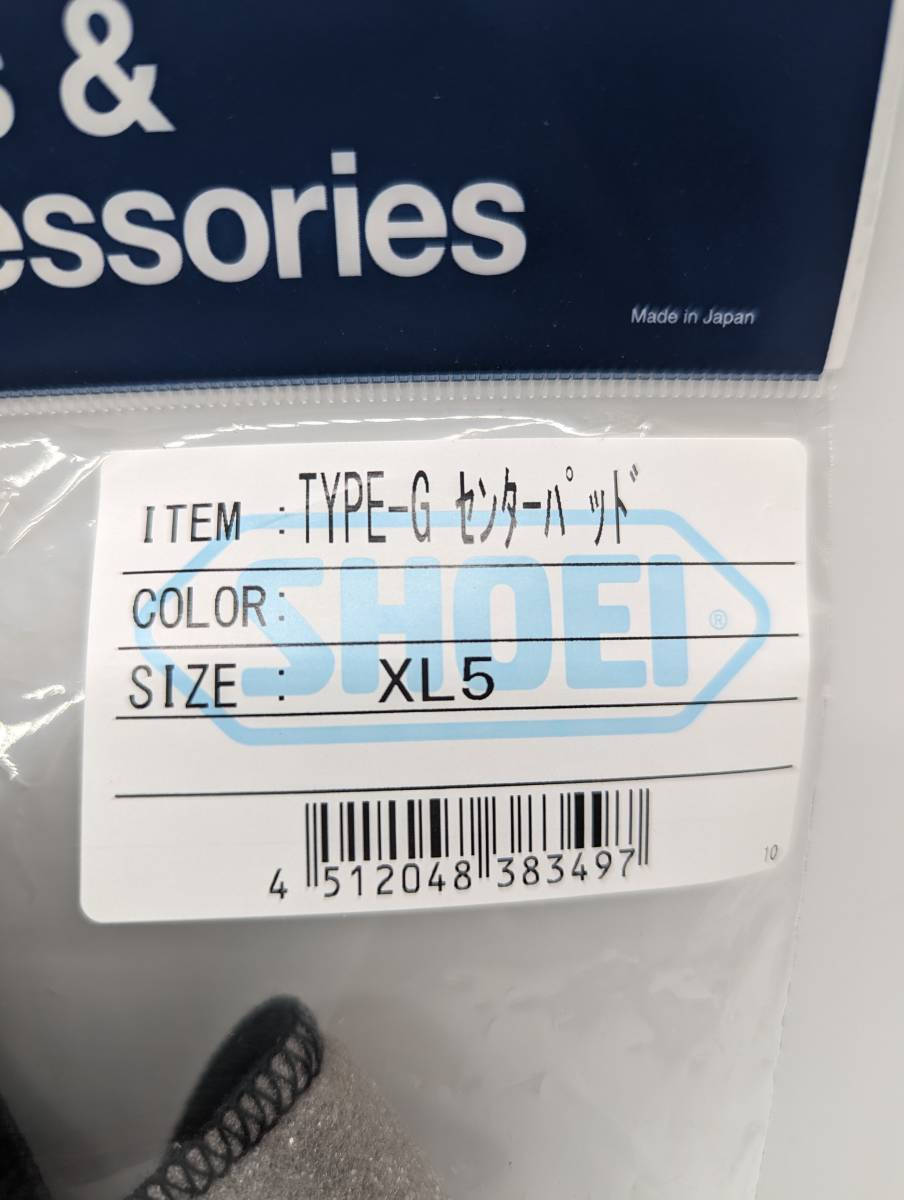 &
essories
Made in Japan
ITEM : TYPE-G ｾﾝﾀｰﾊﾟｯﾄﾞ
COLOR:
SHOEI®
SIZE : XL5
4 512048 383497
10